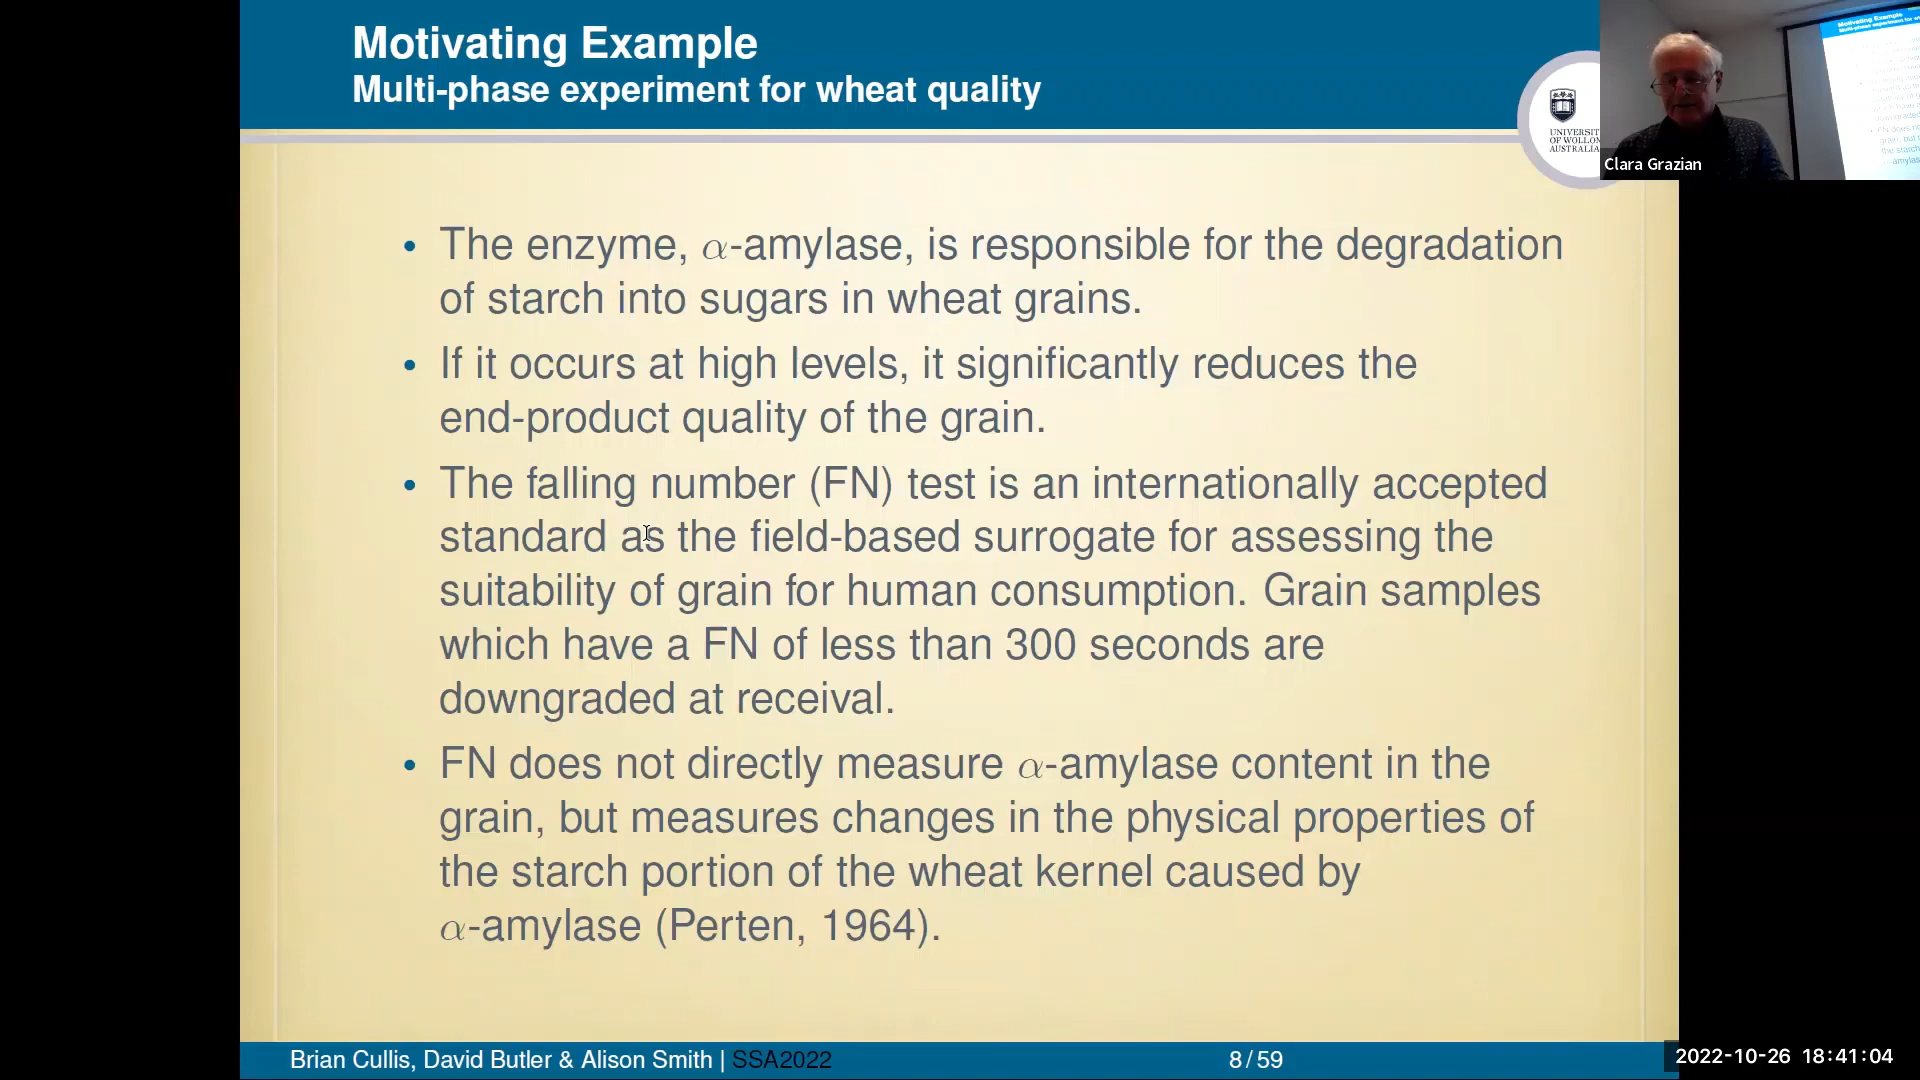 Motivating Example
Multi-phase experiment for wheat quality
UNIVERSIT
OF WOLLON
AUSTRALIA
Motivating Example
Clara Grazian
• The enzyme, α-amylase, is responsible for the degradation
of starch into sugars in wheat grains.
• If it occurs at high levels, it significantly reduces the
end-product quality of the grain.
• The falling number (FN) test is an internationally accepted
standard as the field-based surrogate for assessing the
suitability of grain for human consumption. Grain samples
which have a FN of less than 300 seconds are
downgraded at receival.
• FN does not directly measure α-amylase content in the
grain, but measures changes in the physical properties of
the starch portion of the wheat kernel caused by
α-amylase (Perten, 1964).
Brian Cullis, David Butler & Alison Smith | SSA2022
8/59
2022-10-26 18:41:04